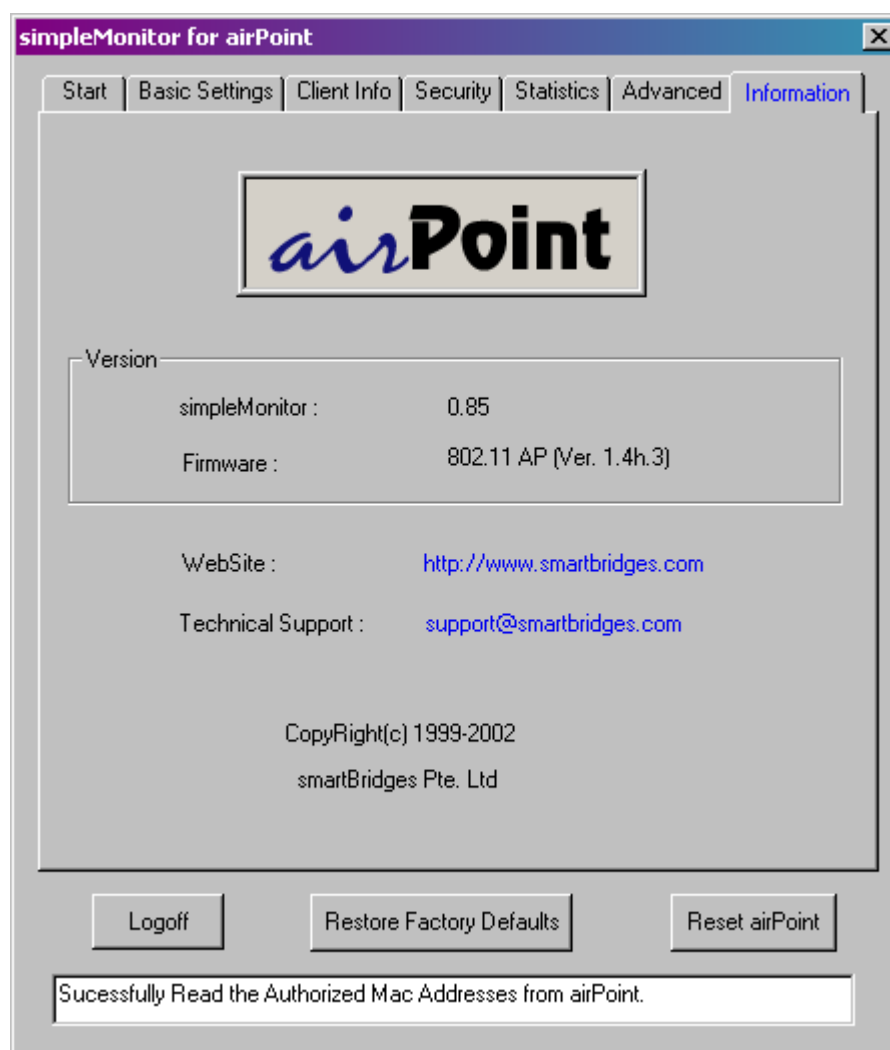 simpleMonitor for airPoint
Start Basic Settings Client Info Security Statistics Advanced Information
airPoint
Version
simpleMonitor : 0.85
Firmware : 802.11 AP (Ver. 1.4h.3)
WebSite : http://www.smartbridges.com
Technical Support : support@smartbridges.com
CopyRight(c) 1999-2002
smartBridges Pte. Ltd
Logoff Restore Factory Defaults Reset airPoint
Sucessfully Read the Authorized Mac Addresses from airPoint.